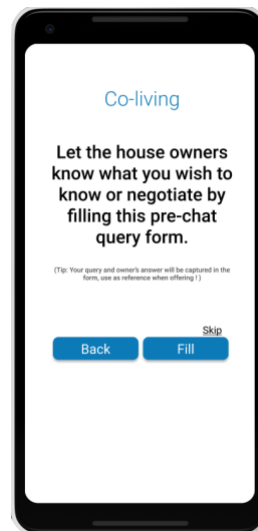 Co-living
Let the house owners
know what you wish to
know or negotiate by
filling this pre-chat
query form.
(Tip: Your query and owner's answer will be captured in the
form, use as reference when offering ! )
Skip
Back
Fill